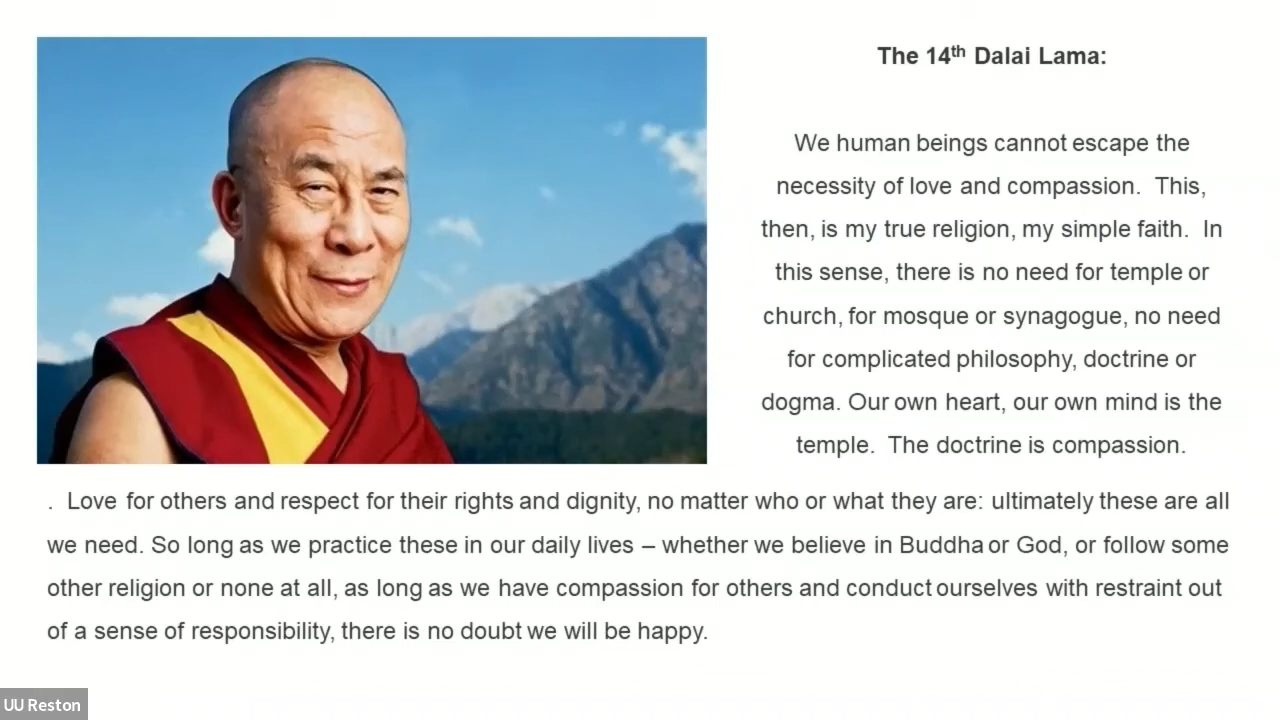 The 14th Dalai Lama:
We human beings cannot escape the
necessity of love and compassion.  This,
then, is my true religion, my simple faith.  In
this sense, there is no need for temple or
church, for mosque or synagogue, no need
for complicated philosophy, doctrine or
dogma. Our own heart, our own mind is the
temple.  The doctrine is compassion.
.  Love for others and respect for their rights and dignity, no matter who or what they are: ultimately these are all
we need. So long as we practice these in our daily lives – whether we believe in Buddha or God, or follow some
other religion or none at all, as long as we have compassion for others and conduct ourselves with restraint out
of a sense of responsibility, there is no doubt we will be happy.
UU Reston